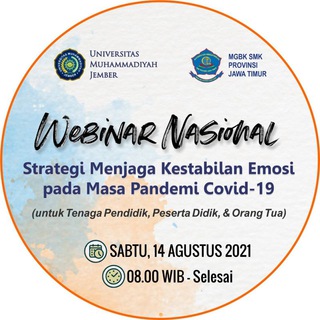 UNIVERSITAS
MUHAMMADIYAH
JEMBER
MGBK SMK
PROVINSI
JAWA TIMUR
WEBINAR NASIONAL
Strategi Menjaga Kestabilan Emosi
pada Masa Pandemi Covid-19
(untuk Tenaga Pendidik, Peserta Didik, & Orang Tua)
SABTU, 14 AGUSTUS 2021
08.00 WIB - Selesai